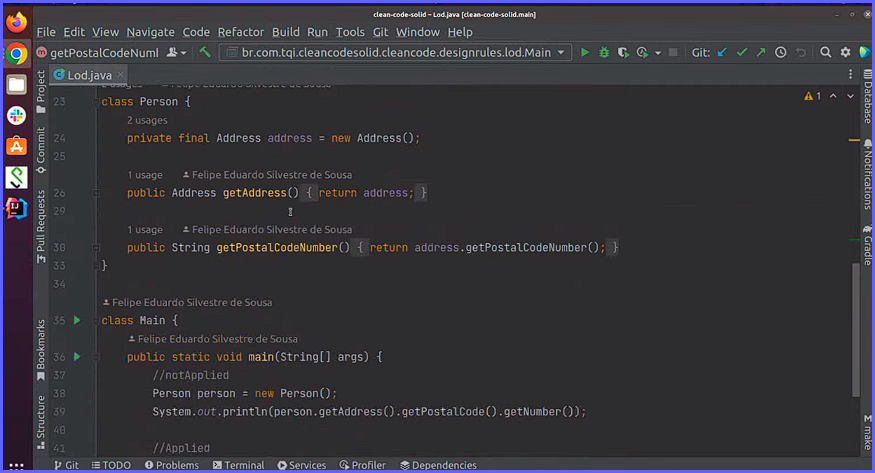 clean-code-solid – Lod.java [clean-code-solid.main]
File Edit View Navigate Code Refactor Build Run Tools Git Window Help
getPostalCodeNuml
br.com.tqi.cleancodesolid.cleancode.designrules.lod.Main
Git:
Lod.java
1
Project
Commit
Pull Requests
Bookmarks
Structure
Database
Notifications
Gradle
make
2 usages Felipe Eduardo Silvestre de Sousa
23 class Person {
2 usages
24 private final Address address = new Address();
25
1 usage Felipe Eduardo Silvestre de Sousa
26 public Address getAddress() { return address; }
29
1 usage Felipe Eduardo Silvestre de Sousa
30 public String getPostalCodeNumber() { return address.getPostalCodeNumber(); }
33 }
34
Felipe Eduardo Silvestre de Sousa
35 class Main {
Felipe Eduardo Silvestre de Sousa
36 public static void main(String[] args) {
37 //notApplied
38 Person person = new Person();
39 System.out.println(person.getAddress().getPostalCode().getNumber());
40
41 //Applied
Git TODO Problems Terminal Services Profiler Dependencies